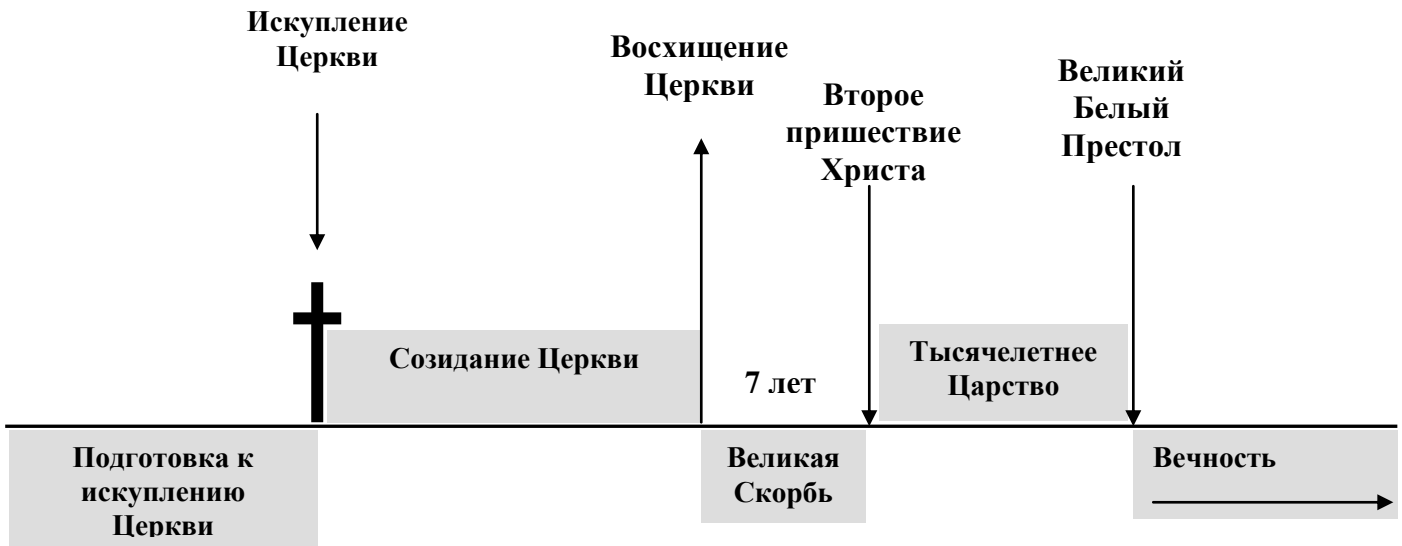 Искупление
Церкви
Восхищение
Церкви
Второе
пришествие
Христа
Великий
Белый
Престол
Созидание Церкви
7 лет
Тысячелетнее
Царство
Подготовка к
искуплению
Церкви
Великая
Скорбь
Вечность